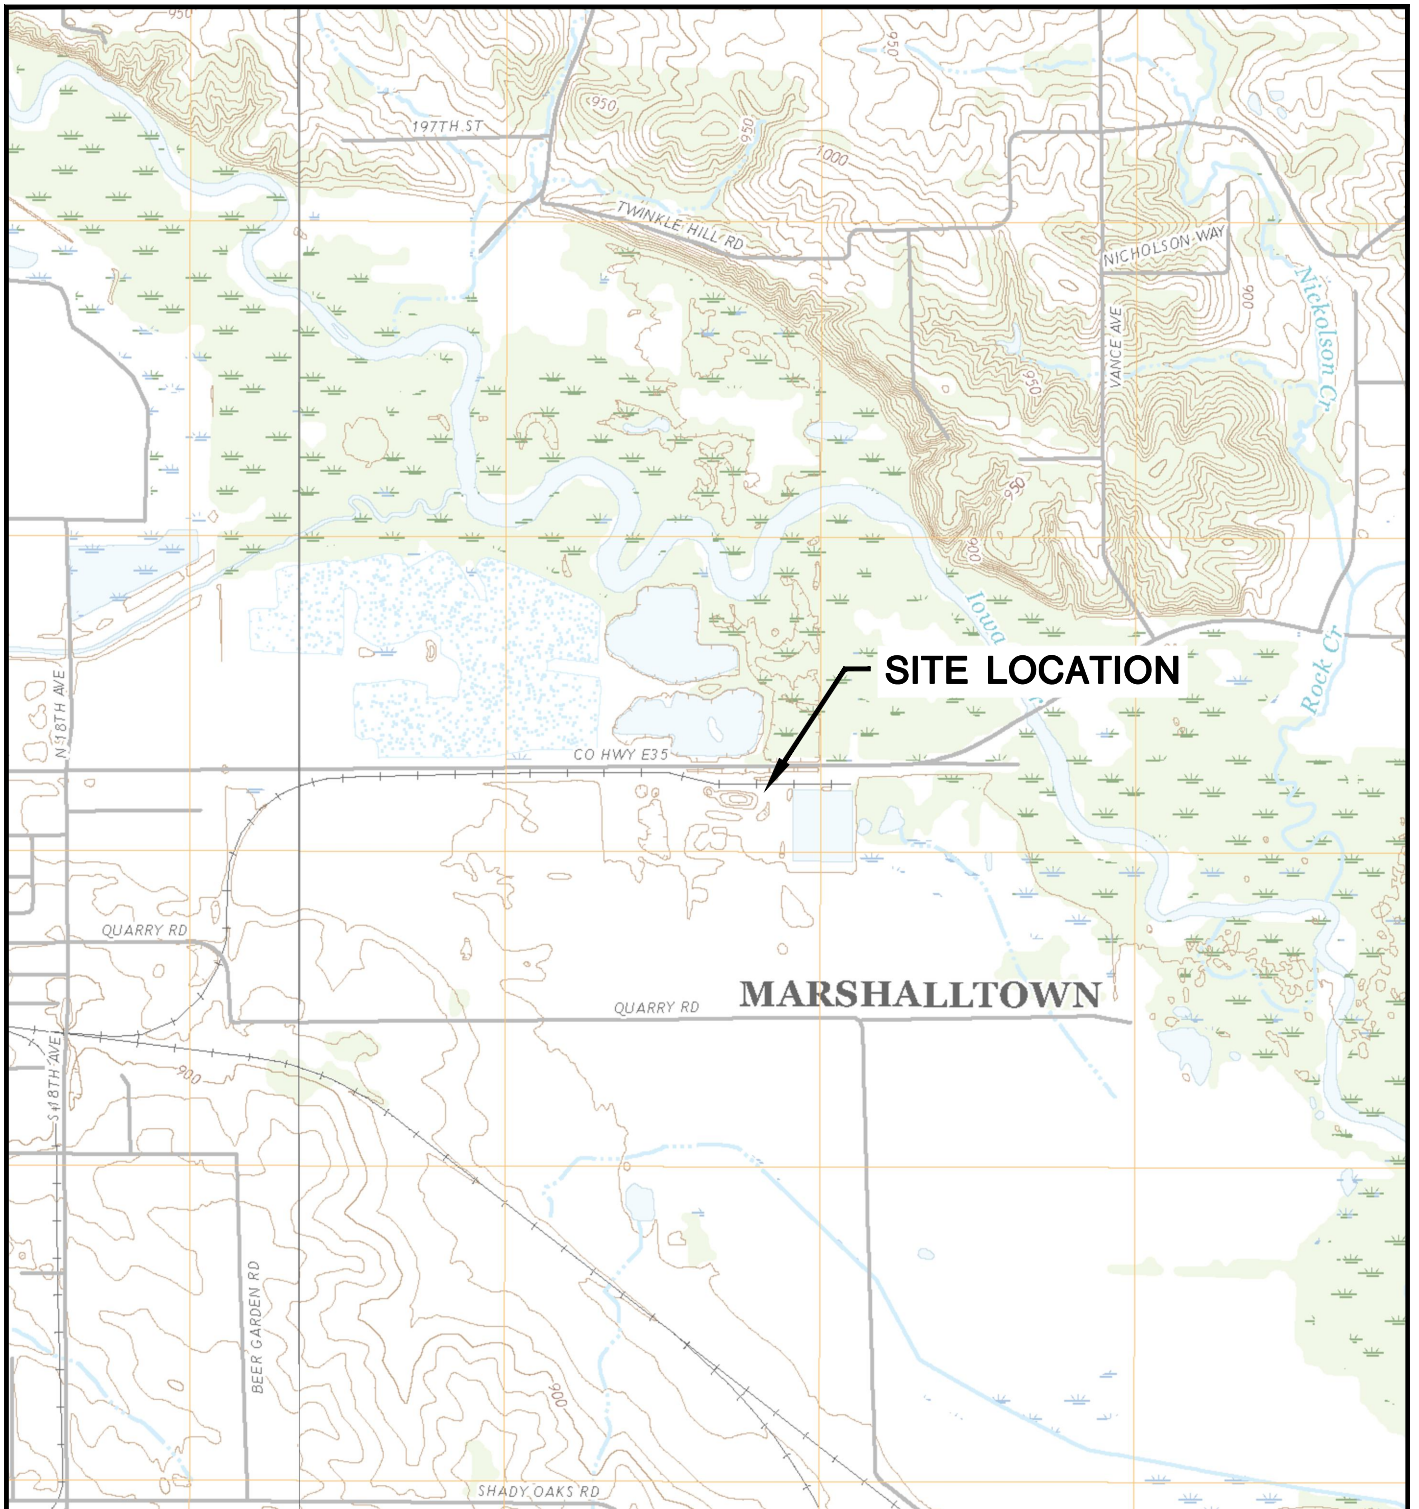 950
950
197TH ST
950
950
1000
TWINKLE HILL RD
NICHOLSON WAY
900
Nickolson Cr
VANCE AVE
950
950
900
Iowa
Rock Cr
SITE LOCATION
N 18TH AVE
CO HWY E35
QUARRY RD
QUARRY RD
MARSHALLTOWN
S 18TH AVE
900
BEER GARDEN RD
900
SHADY OAKS RD